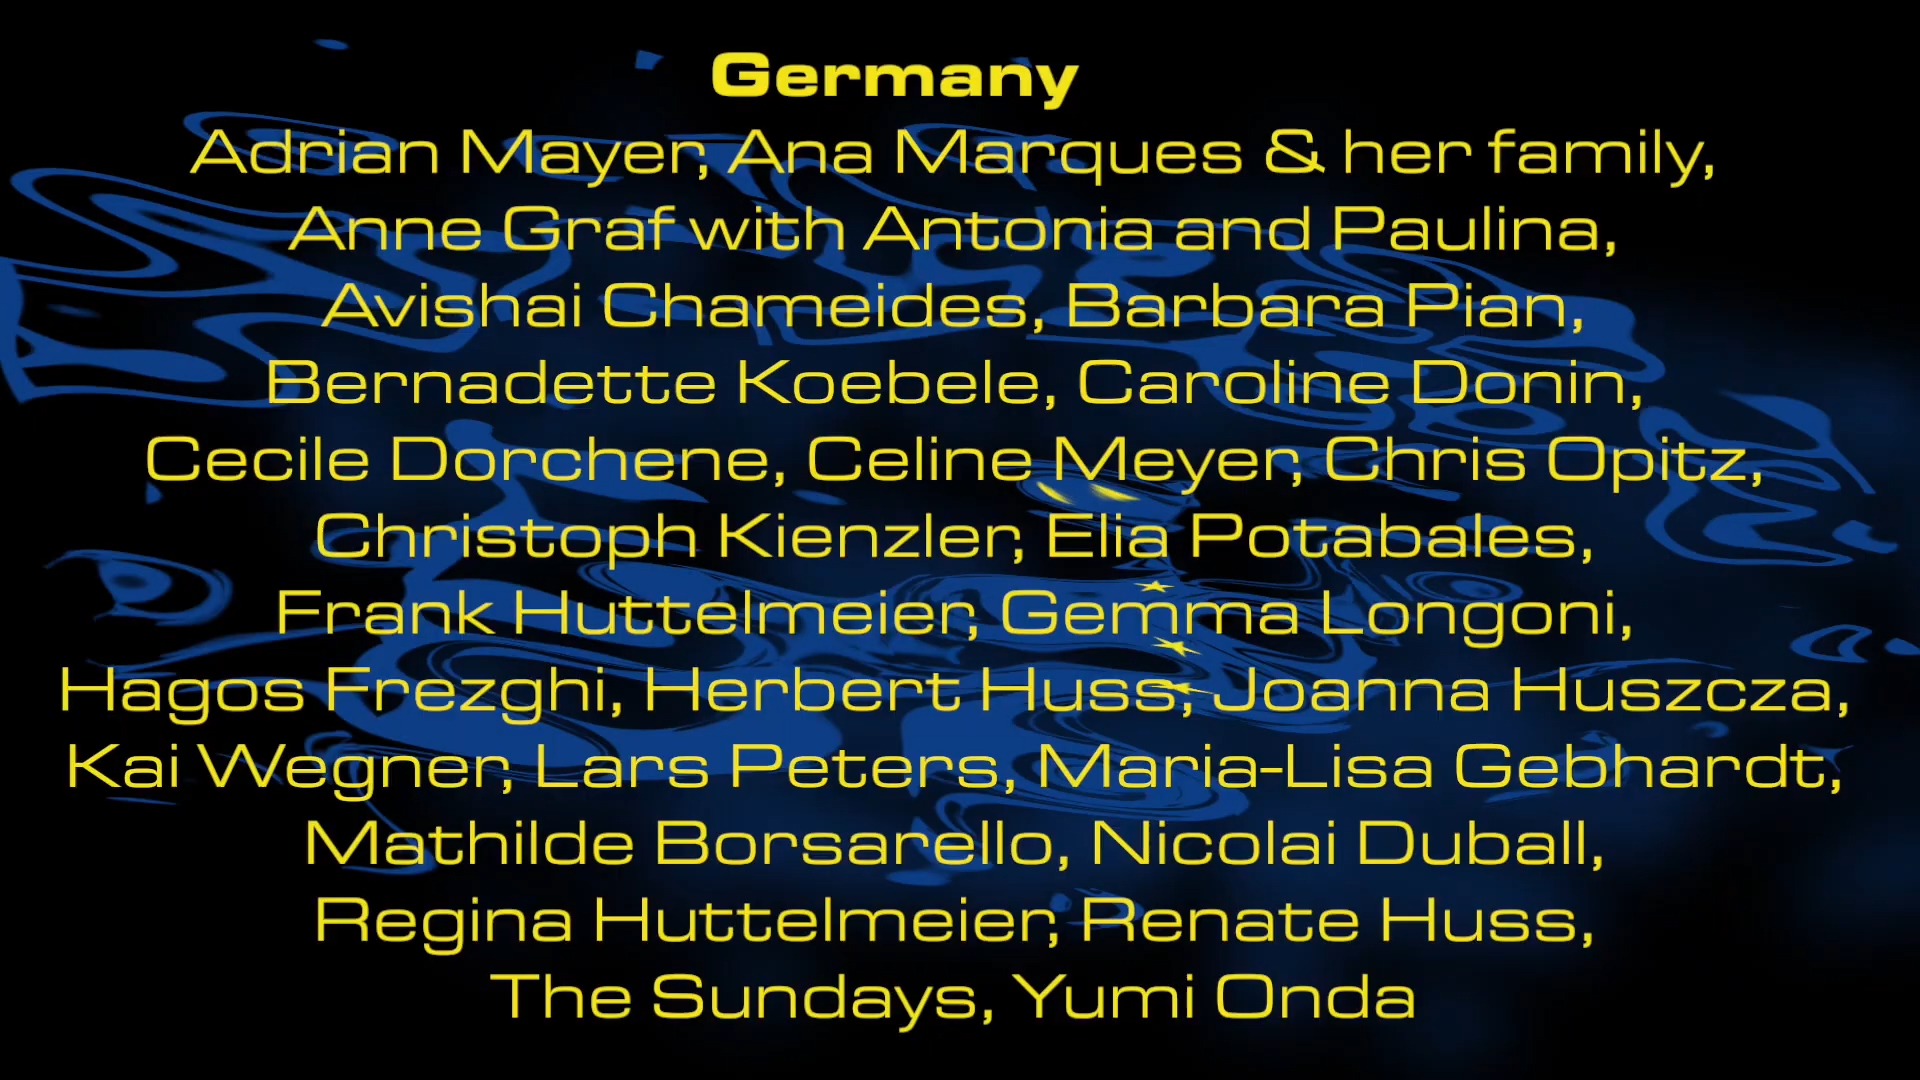 Germany
Adrian Mayer, Ana Marques & her family,
Anne Graf with Antonia and Paulina,
Avishai Chameides, Barbara Pian,
Bernadette Koebele, Caroline Donin,
Cecile Dorchene, Celine Meyer, Chris Opitz,
Christoph Kienzler, Elia Potabales,
Frank Huttelmeier, Gemma Longoni,
Hagos Frezghi, Herbert Huss, Joanna Huszcza,
Kai Wegner, Lars Peters, Maria-Lisa Gebhardt,
Mathilde Borsarello, Nicolai Duball,
Regina Huttelmeier, Renate Huss,
The Sundays, Yumi Onda